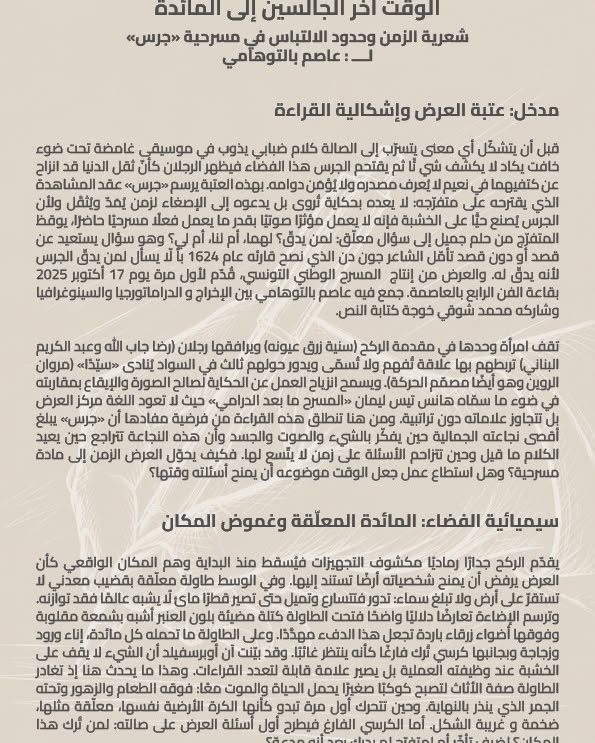 الوقت آخر الجالسين إلى المائدة
شعرية الزمن وحدود الالتباس في مسرحية «جرس»
لـــــ : عاصم بالتوهامي
مدخل: عتبة العرض وإشكالية القراءة
قبل أن يتشكّل أي معنى يتسرّب إلى الصالة كلام ضبابي يذوب في موسيقى غامضة تحت ضوء
خافت يكاد لا يكشف شي ئًا ثم يقتحم الجرس هذا الفضاء فيظهر الرجلان كأنّ ثقل الدنيا قد انزاح
عن كتفيهما في نعيم لا يُعرف مصدره ولا يُؤمَن دوامه. بهذه العتبة يرسم «جرس» عقد المشاهدة
الذي يقترحه على متفرّجه: لا يعده بحكاية تُروى بل يدعوه إلى الإصغاء لزمن يُمدّ ويُثقَل ولأن
الجرس يُصنع حيًّا على الخشبة فإنه لا يعمل مؤثرًا صوتيًا بقدر ما يعمل فعلًا مسرحيًا حاضرًا، يوقظ
المتفرّج من حلم جميل إلى سؤال معلّق: لمن يدقّ؟ لهما، أم لنا، أم لي؟ وهو سؤال يستعيد عن
قصد أو دون قصد تأمّل الشاعر جون دن الذي نصح قارئه عام 1624 بأ لّا يسأل لمن يدقّ الجرس
لأنه يدقّ له. والعرض من إنتاج المسرح الوطني التونسي، قُدّم لأول مرة يوم 17 أكتوبر 2025
بقاعة الفن الرابع بالعاصمة. جمع فيه عاصم بالتوهامي بين الإخراج و الدراماتورجيا والسينوغرافيا
وشاركه محمد شوقي خوجة كتابة النص.
تقف امرأة وحدها في مقدمة الركح (سنية زرق عيونه) ويرافقها رجلان (رضا جاب الله وعبد الكريم
البناني) تربطهم بها علاقة تُفهم ولا تُسمّى ويدور حولهم ثالث في السواد يُنادى «سيّدًا» (مروان
الروين وهو أيضًا مصمّم الحركة). ويسمح انزياح العمل عن الحكاية لصالح الصورة والإيقاع بمقاربته
في ضوء ما سمّاه هانس تيس ليمان «المسرح ما بعد الدرامي» حيث لا تعود اللغة مركز العرض
بل تتجاوز علاماته دون تراتبية. ومن هنا تنطلق هذه القراءة من فرضية مفادها أن «جرس» يبلغ
أقصى نجاعته الجمالية حين يفكّر بالشيء والصوت والجسد وأن هذه النجاعة تتراجع حين يعيد
الكلام ما قيل وحين تتزاحم الأسئلة على زمن لا يتّسع لها. فكيف يحوّل العرض الزمن إلى مادة
مسرحية؟ وهل استطاع عمل جعل الوقت موضوعه أن يمنح أسئلته وقتها؟
سيميائية الفضاء: المائدة المعلّقة وغموض المكان
يقدّم الركح جدارًا رماديًا مكشوف التجهيزات فيُسقط منذ البداية وهم المكان الواقعي كأن
العرض يرفض أن يمنح شخصياته أرضًا تستند إليها. وفي الوسط طاولة معلّقة بقضيب معدني لا
تستقرّ على أرض ولا تبلغ سماء: تدور فتتسارع وتميل حتى تصير قطرًا مائ لًا يشبه عالمًا فقد توازنه.
وترسم الإضاءة تعارضًا دلاليًا واضحًا فتحت الطاولة كتلة مضيئة بلون العنبر أشبه بشمعة مقلوبة
وفوقها أضواء زرقاء باردة تجعل هذا الدفء مهدّدًا. وعلى الطاولة ما تحمله كل مائدة، إناء ورود
وزجاجة وبجانبها كرسي تُرك فارغًا كأنه ينتظر غائبًا. وقد بيّنت آن أوبرسفيلد أن الشيء لا يقف على
الخشبة عند وظيفته العملية بل يصير علامة قابلة لتعدد القراءات. وهذا ما يحدث هنا إذ تغادر
الطاولة صفة الأثاث لتصبح كوكبًا صغيرًا يحمل الحياة والموت معًا: فوقه الطعام والزهور وتحته
الجمر الذي ينذر بالنهاية. وحين تتحرك أول مرة تبدو كأنها الكرة الأرضية نفسها، معلّقة مثلها،
ضخمة و غريبة الشكل. أما الكرسي الفارغ فيطرح أول أسئلة العرض على صالته: لمن تُرك هذا
المكان؟